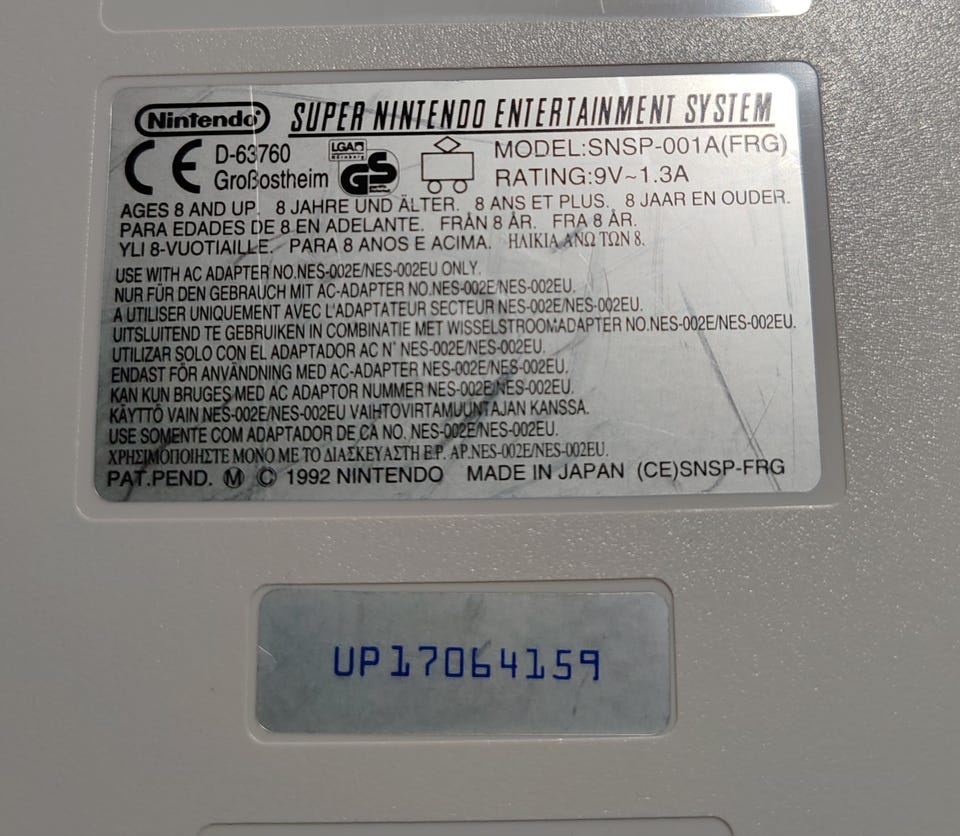 Nintendo® SUPER NINTENDO ENTERTAINMENT SYSTEM
CE D-63760 LGA Nürnberg GS MODEL:SNSP-001A(FRG)
Großostheim RATING:9V~1.3A
AGES 8 AND UP. 8 JAHRE UND ÄLTER. 8 ANS ET PLUS. 8 JAAR EN OUDER.
PARA EDADES DE 8 EN ADELANTE. FRÅN 8 ÅR. FRA 8 ÅR.
YLI 8-VUOTIAILLE. PARA 8 ANOS E ACIMA. ΗΛΙΚΙΑ ΑΝΩ ΤΩΝ 8.
USE WITH AC ADAPTER NO.NES-002E/NES-002EU ONLY.
NUR FÜR DEN GEBRAUCH MIT AC-ADAPTER NO.NES-002E/NES-002EU.
A UTILISER UNIQUEMENT AVEC L'ADAPTATEUR SECTEUR NES-002E/NES-002EU.
UITSLUITEND TE GEBRUIKEN IN COMBINATIE MET WISSELSTROOMADAPTER NO.NES-002E/NES-002EU.
UTILIZAR SOLO CON EL ADAPTADOR AC N° NES-002E/NES-002EU.
ENDAST FÖR ANVÄNDNING MED AC-ADAPTER NES-002E/NES-002EU.
KAN KUN BRUGES MED AC ADAPTOR NUMMER NES-002E/NES-002EU.
KÄYTTÖ VAIN NES-002E/NES-002EU VAIHTOVIRTAMUUNTAJAN KANSSA.
USE SOMENTE COM ADAPTADOR DE CA NO. NES-002E/NES-002EU.
ΧΡΗΣΙΜΟΠΟΙΗΣΤΕ ΜΟΝΟ ΜΕ ΤΟ ΔΙΑΣΚΕΥΑΣΤΗ Ε.Ρ. ΑΡ.NES-002E/NES-002EU.
PAT.PEND. Ⓜ © 1992 NINTENDO MADE IN JAPAN (CE)SNSP-FRG
UP17064159